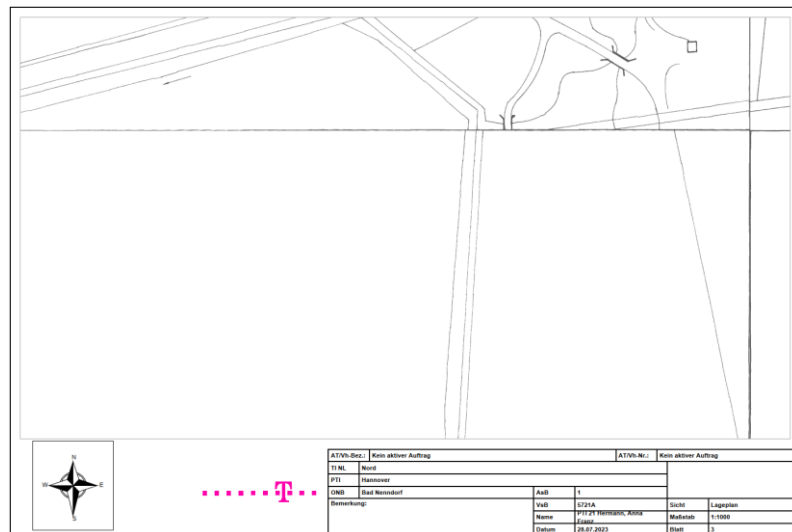 N
W E
S
T
AT/Vh-Bez.: Kein aktiver Auftrag AT/Vh-Nr.: Kein aktiver Auftrag
TI NL Nord
PTI Hannover
ONB Bad Nenndorf AsB 1
Bemerkung: VsB 5721A Sicht Lageplan
Name PTI 21 Hermann, Anna Franz Maßstab 1:1000
Datum 28.07.2023 Blatt 3